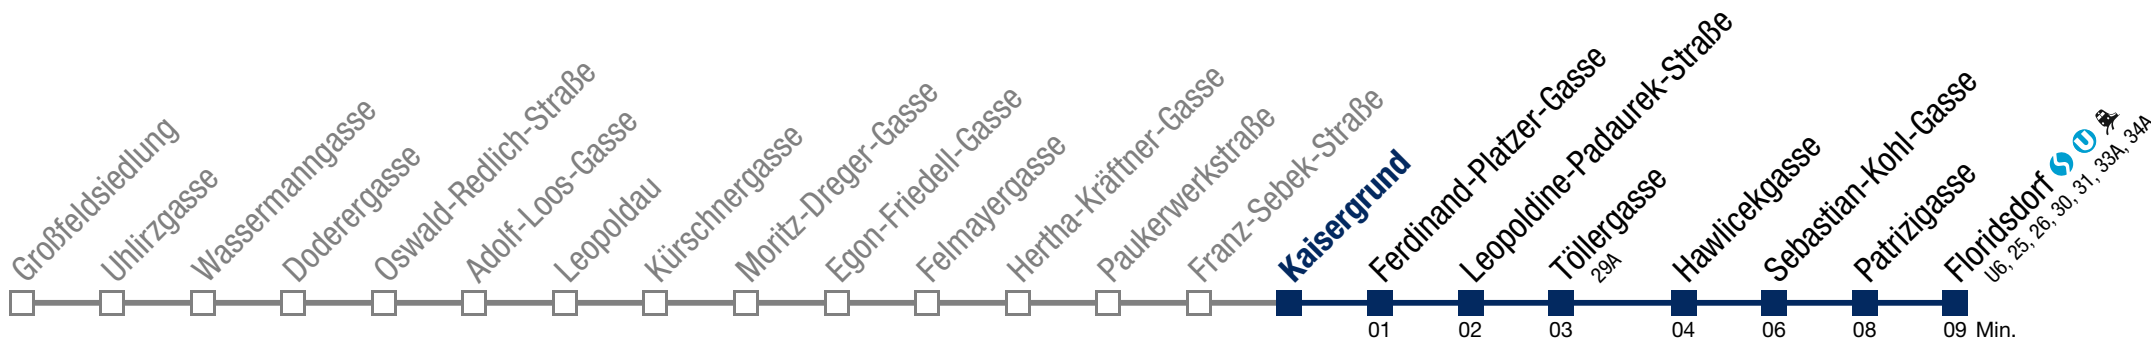 Großfeldsiedlung
Uhlirzgasse
Wassermanngasse
Doderergasse
Oswald-Redlich-Straße
Adolf-Loos-Gasse
Leopoldau
Kürschnergasse
Moritz-Dreger-Gasse
Egon-Friedell-Gasse
Felmayergasse
Hertha-Kräftner-Gasse
Paukerwerkstraße
Franz-Sebek-Straße
Kaisergrund
Ferdinand-Platzer-Gasse
Leopoldine-Padaurek-Straße
Töllergasse
29A
Hawlicekgasse
Sebastian-Kohl-Gasse
Patrizigasse
Floridsdorf S U
U6, 25, 26, 30, 31, 33A, 34A
01 02 03 04 06 08 09 Min.